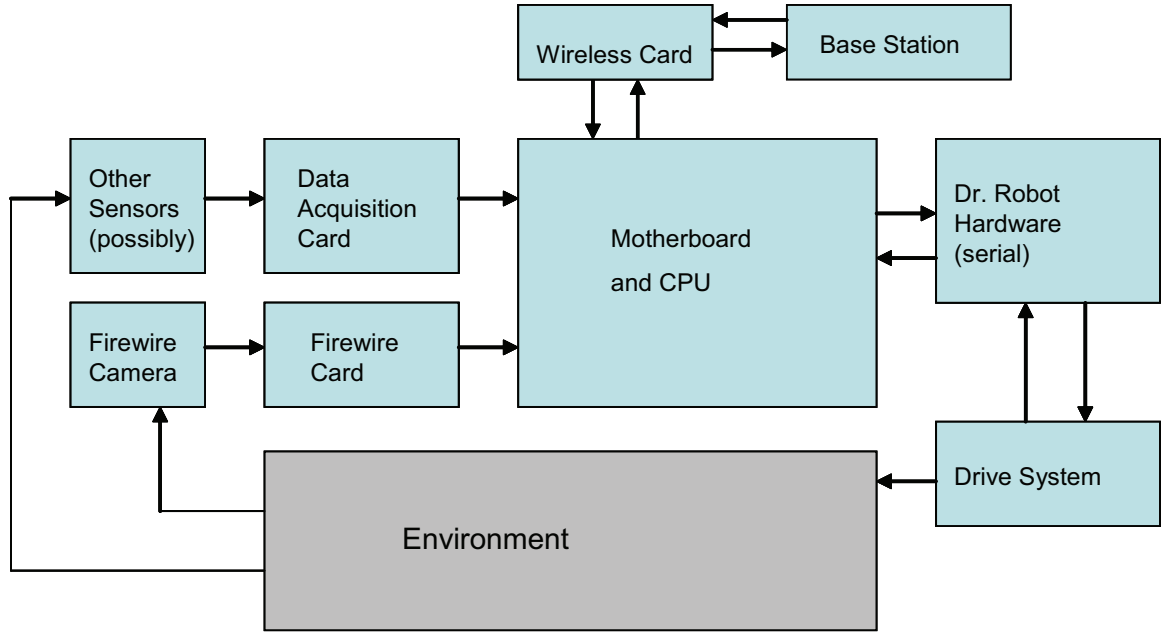 Wireless Card
Base Station
Other
Sensors
(possibly)
Data
Acquisition
Card
Motherboard
and CPU
Dr. Robot
Hardware
(serial)
Firewire
Camera
Firewire
Card
Drive System
Environment